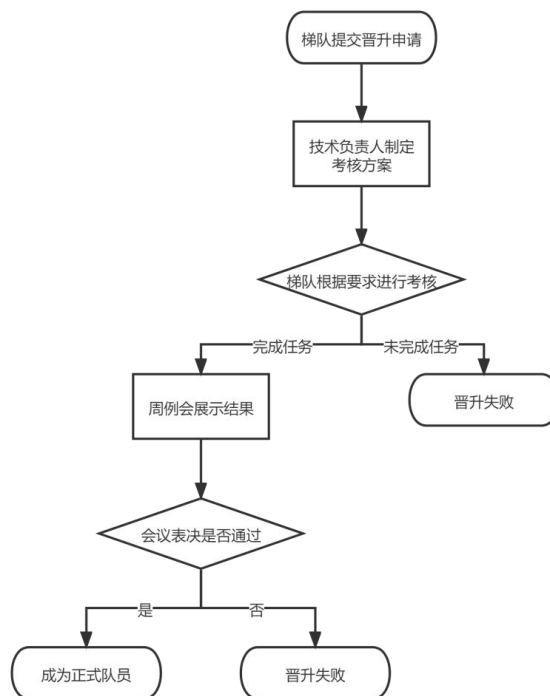 梯队提交晋升申请
技术负责人制定
考核方案
梯队根据要求进行考核
完成任务
未完成任务
周例会展示结果
晋升失败
会议表决是否通过
是
否
成为正式队员
晋升失败